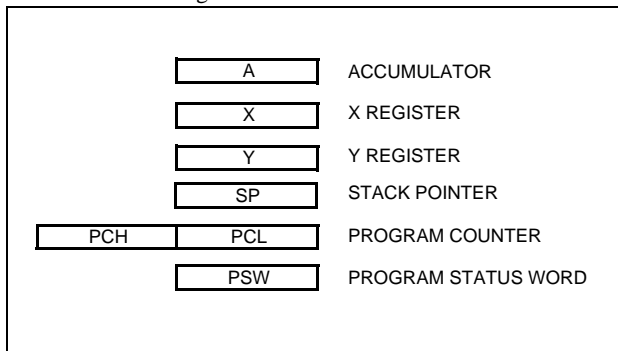 A ACCUMULATOR
X X REGISTER
Y Y REGISTER
SP STACK POINTER
PCH PCL PROGRAM COUNTER
PSW PROGRAM STATUS WORD